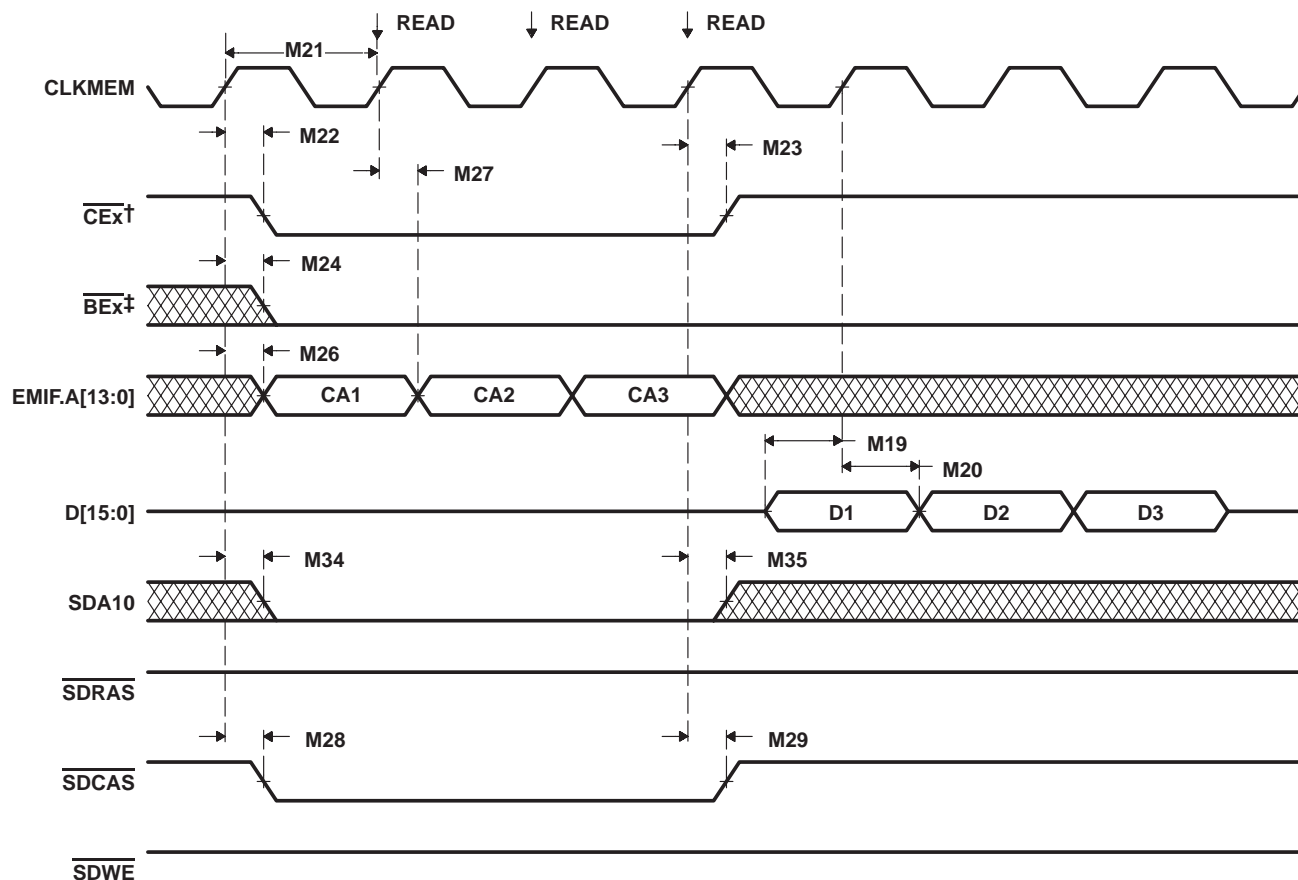 READ READ READ
M21
CLKMEM
M22 M23
M27
CEx†
M24
BEx‡
M26
EMIF.A[13:0] CA1 CA2 CA3
M19
M20
D[15:0] D1 D2 D3
M34 M35
SDA10
SDRAS
M28 M29
SDCAS
SDWE